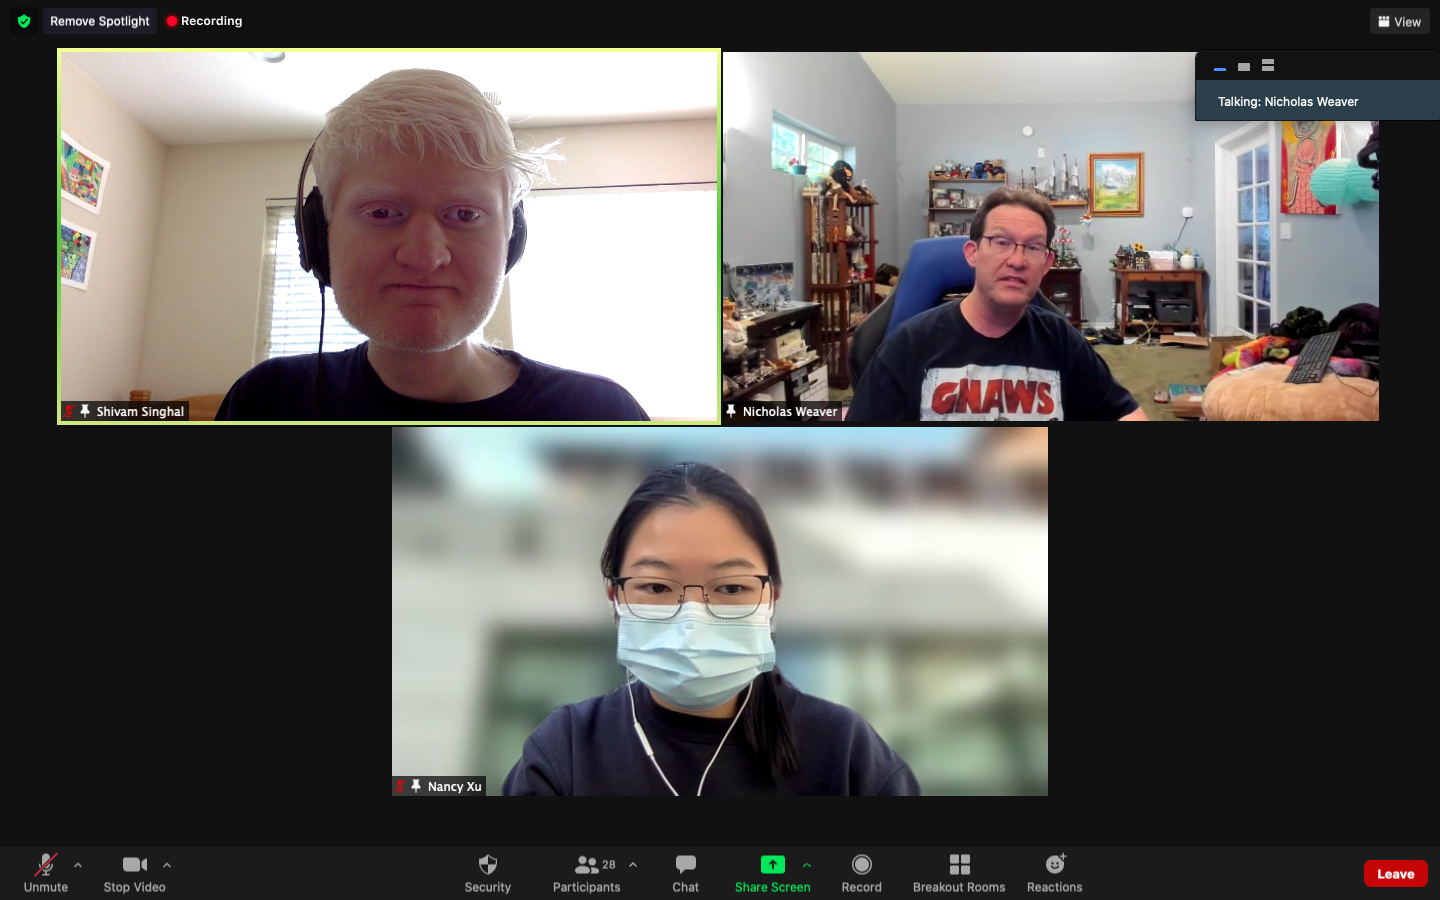 Remove Spotlight
Recording
View
Talking: Nicholas Weaver
Shivam Singhal
GNAWS
Nicholas Weaver
Nancy Xu
Unmute
Stop Video
Security
28
Participants
Chat
Share Screen
Record
Breakout Rooms
Reactions
Leave